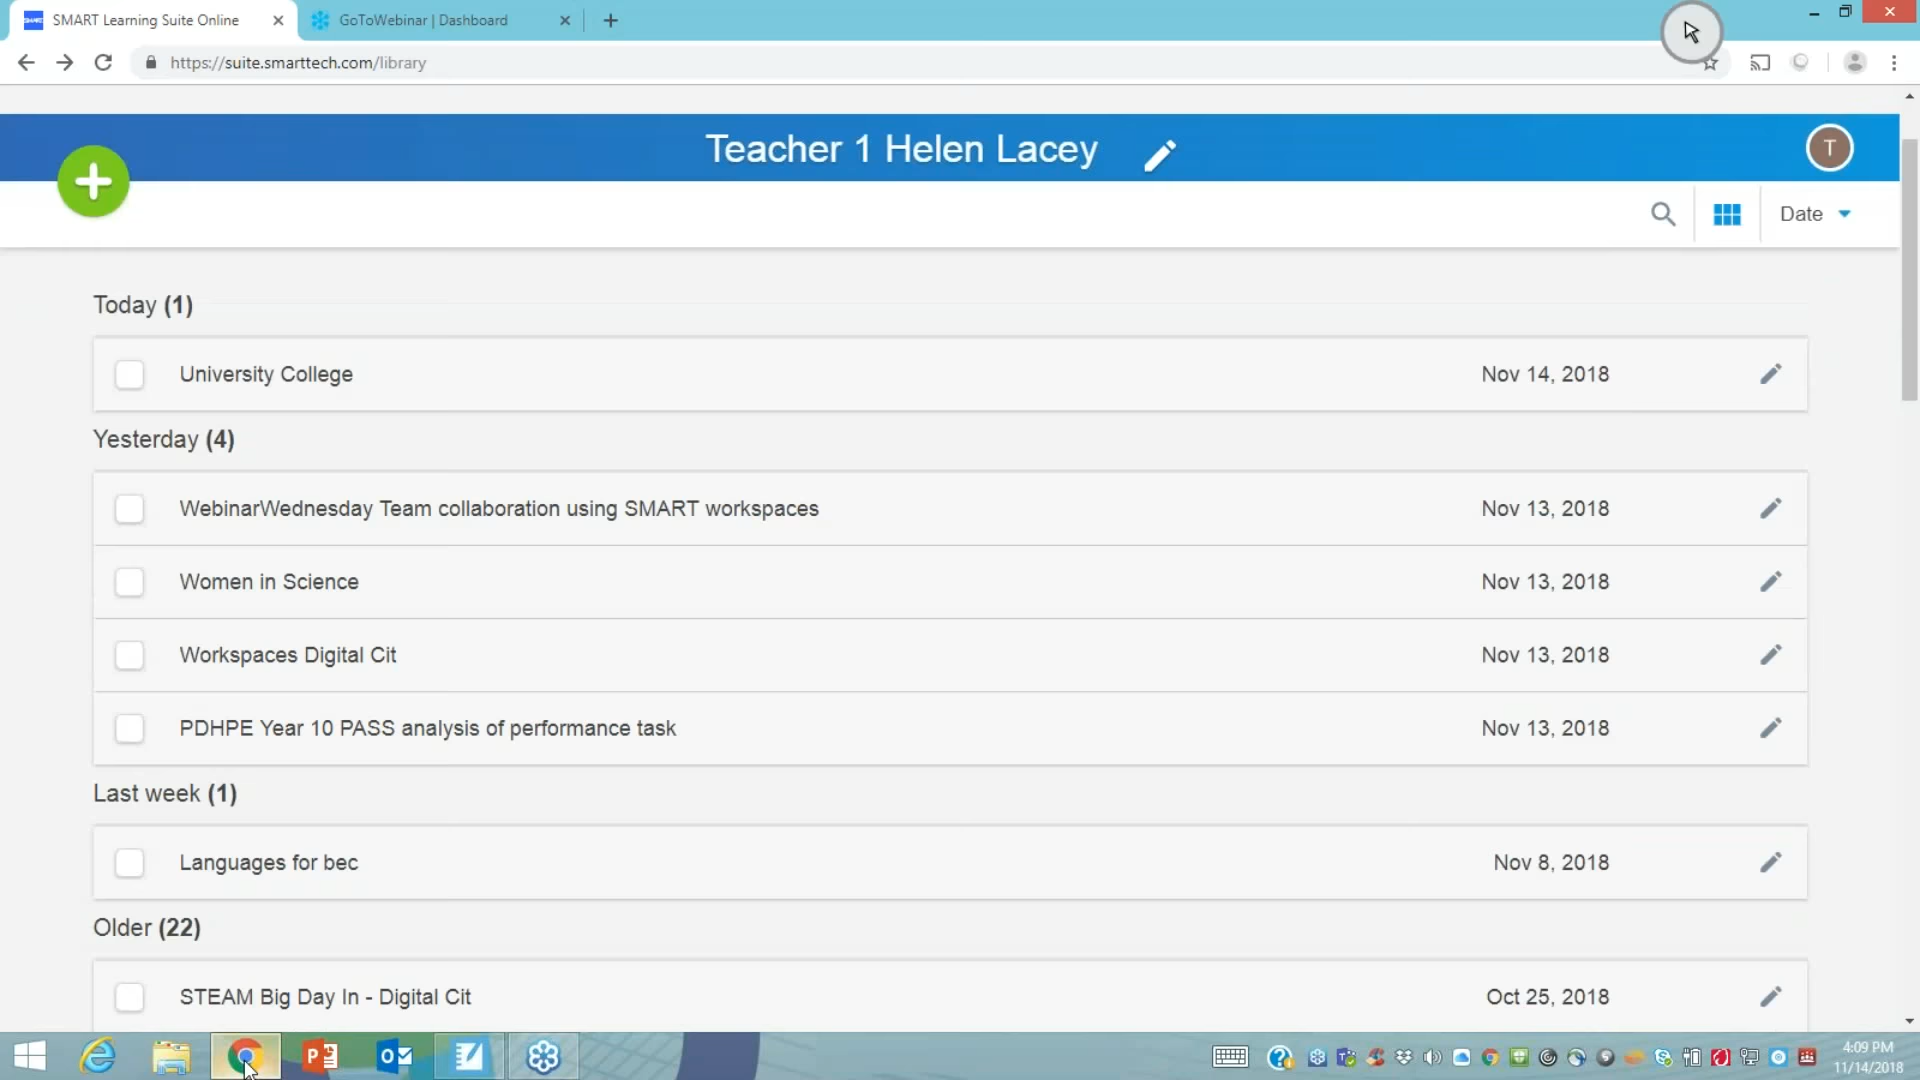 SMART Learning Suite Online
GoToWebinar | Dashboard
https://suite.smarttech.com/library
Teacher 1 Helen Lacey
T
Date
Today (1)
University College Nov 14, 2018
Yesterday (4)
WebinarWednesday Team collaboration using SMART workspaces Nov 13, 2018
Women in Science Nov 13, 2018
Workspaces Digital Cit Nov 13, 2018
PDHPE Year 10 PASS analysis of performance task Nov 13, 2018
Last week (1)
Languages for bec Nov 8, 2018
Older (22)
STEAM Big Day In - Digital Cit Oct 25, 2018
4:09 PM
11/14/2018